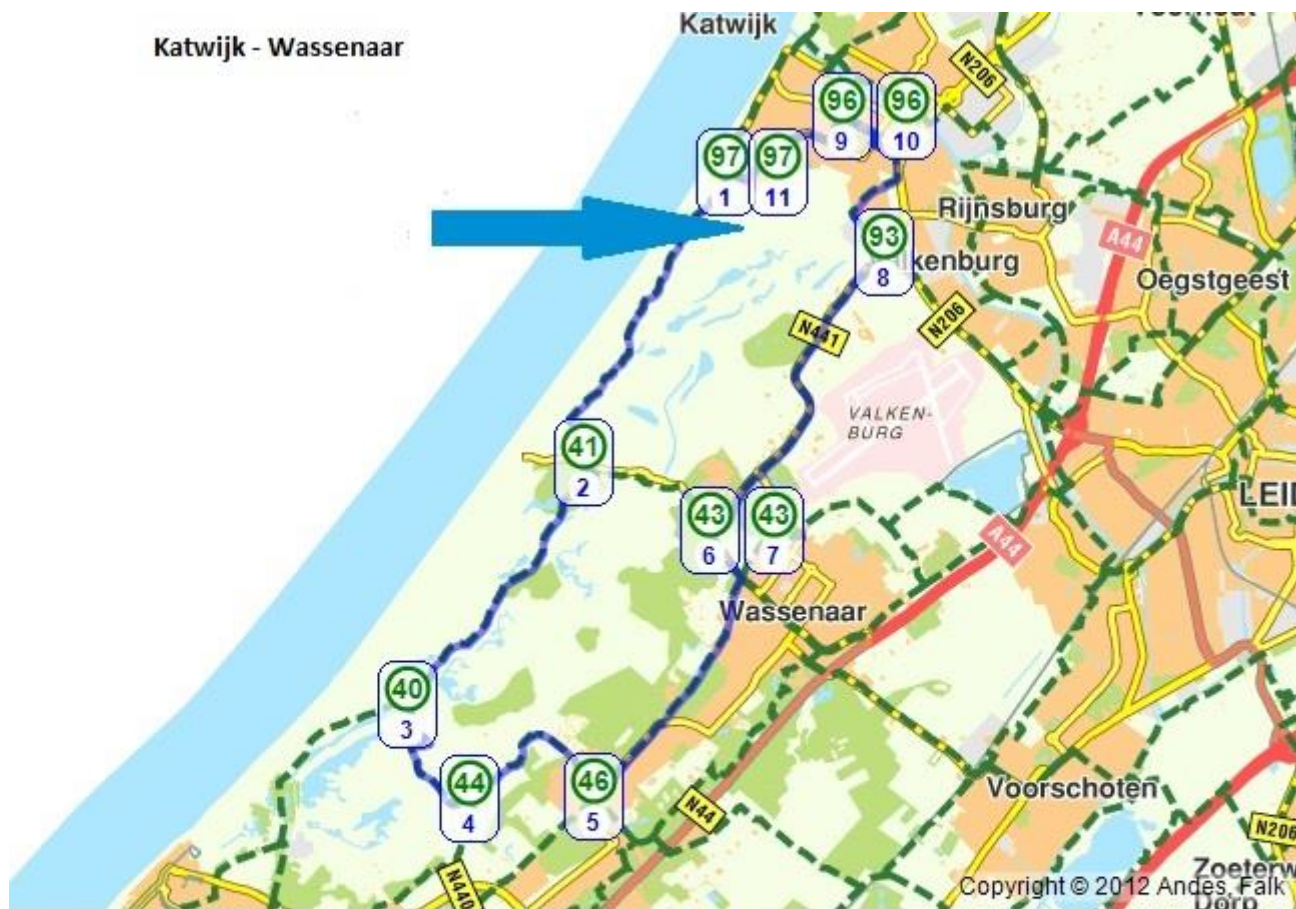 Katwijk - Wassenaar
Katwijk
N206
96
96
9
10
97
97
1
11
Rijnsburg
A44
93
8
lkenburg
Oegstgeest
N206
N441
VALKEN-
BURG
41
2
43
43
6
7
LEID
A44
Wassenaar
40
3
44
4
46
5
N44
Voorschoten
N206
N440
Zoeterw
Dorp
Copyright © 2012 Andes, Falk